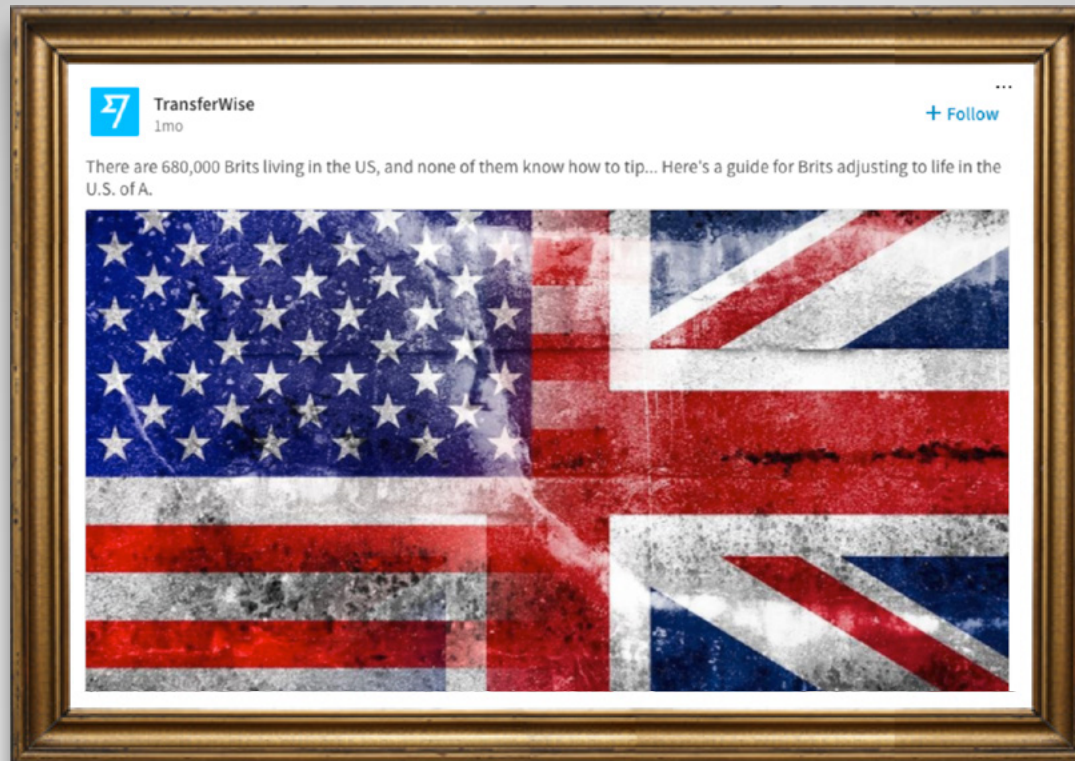 TransferWise
1mo
+ Follow
There are 680,000 Brits living in the US, and none of them know how to tip... Here's a guide for Brits adjusting to life in the
U.S. of A.